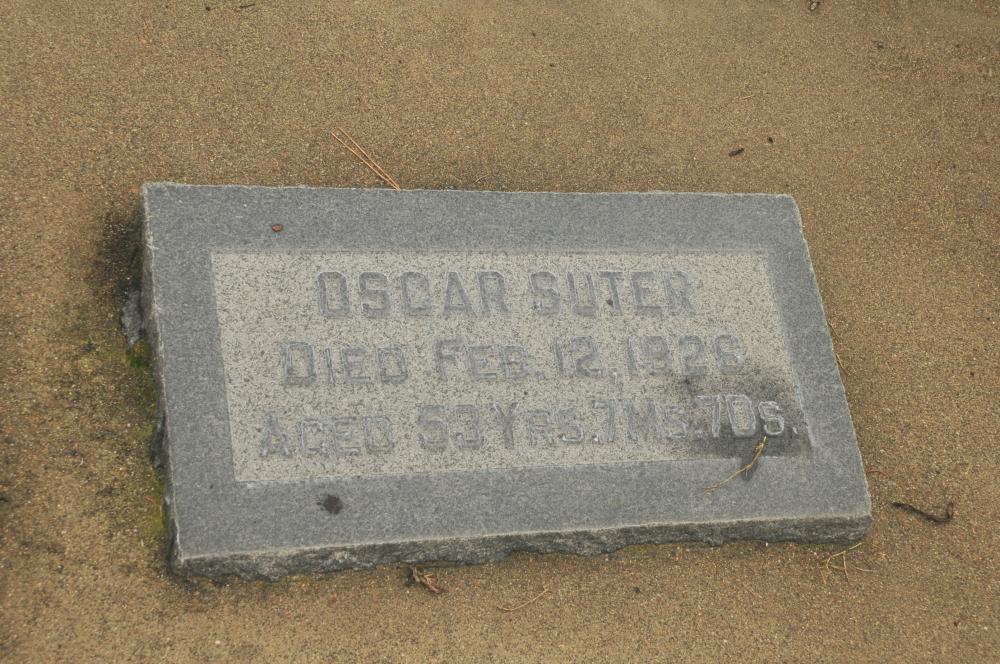 OSCAR SUTER
DIED FEB. 12, 1926
AGED 53 YRS. 7 MS. 7 DS.